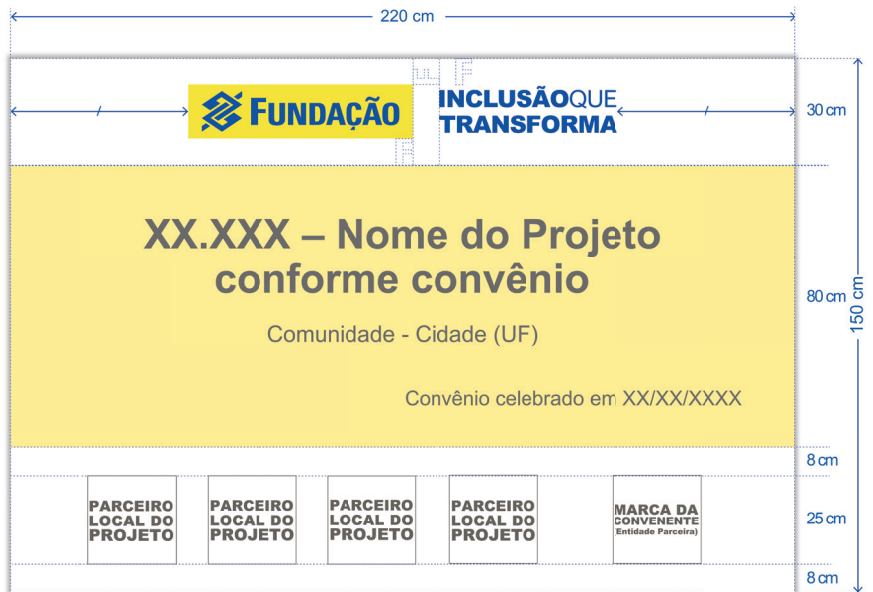 220 cm
FUNDAÇÃO
INCLUSÃOQUE
TRANSFORMA
F
F
F
30 cm
XX.XXX – Nome do Projeto
conforme convênio
Comunidade - Cidade (UF)
Convênio celebrado em XX/XX/XXXX
80 cm
150 cm
8 cm
PARCEIRO
LOCAL DO
PROJETO
PARCEIRO
LOCAL DO
PROJETO
PARCEIRO
LOCAL DO
PROJETO
PARCEIRO
LOCAL DO
PROJETO
MARCA DA
CONVENENTE
(Entidade Parceira)
25 cm
8 cm